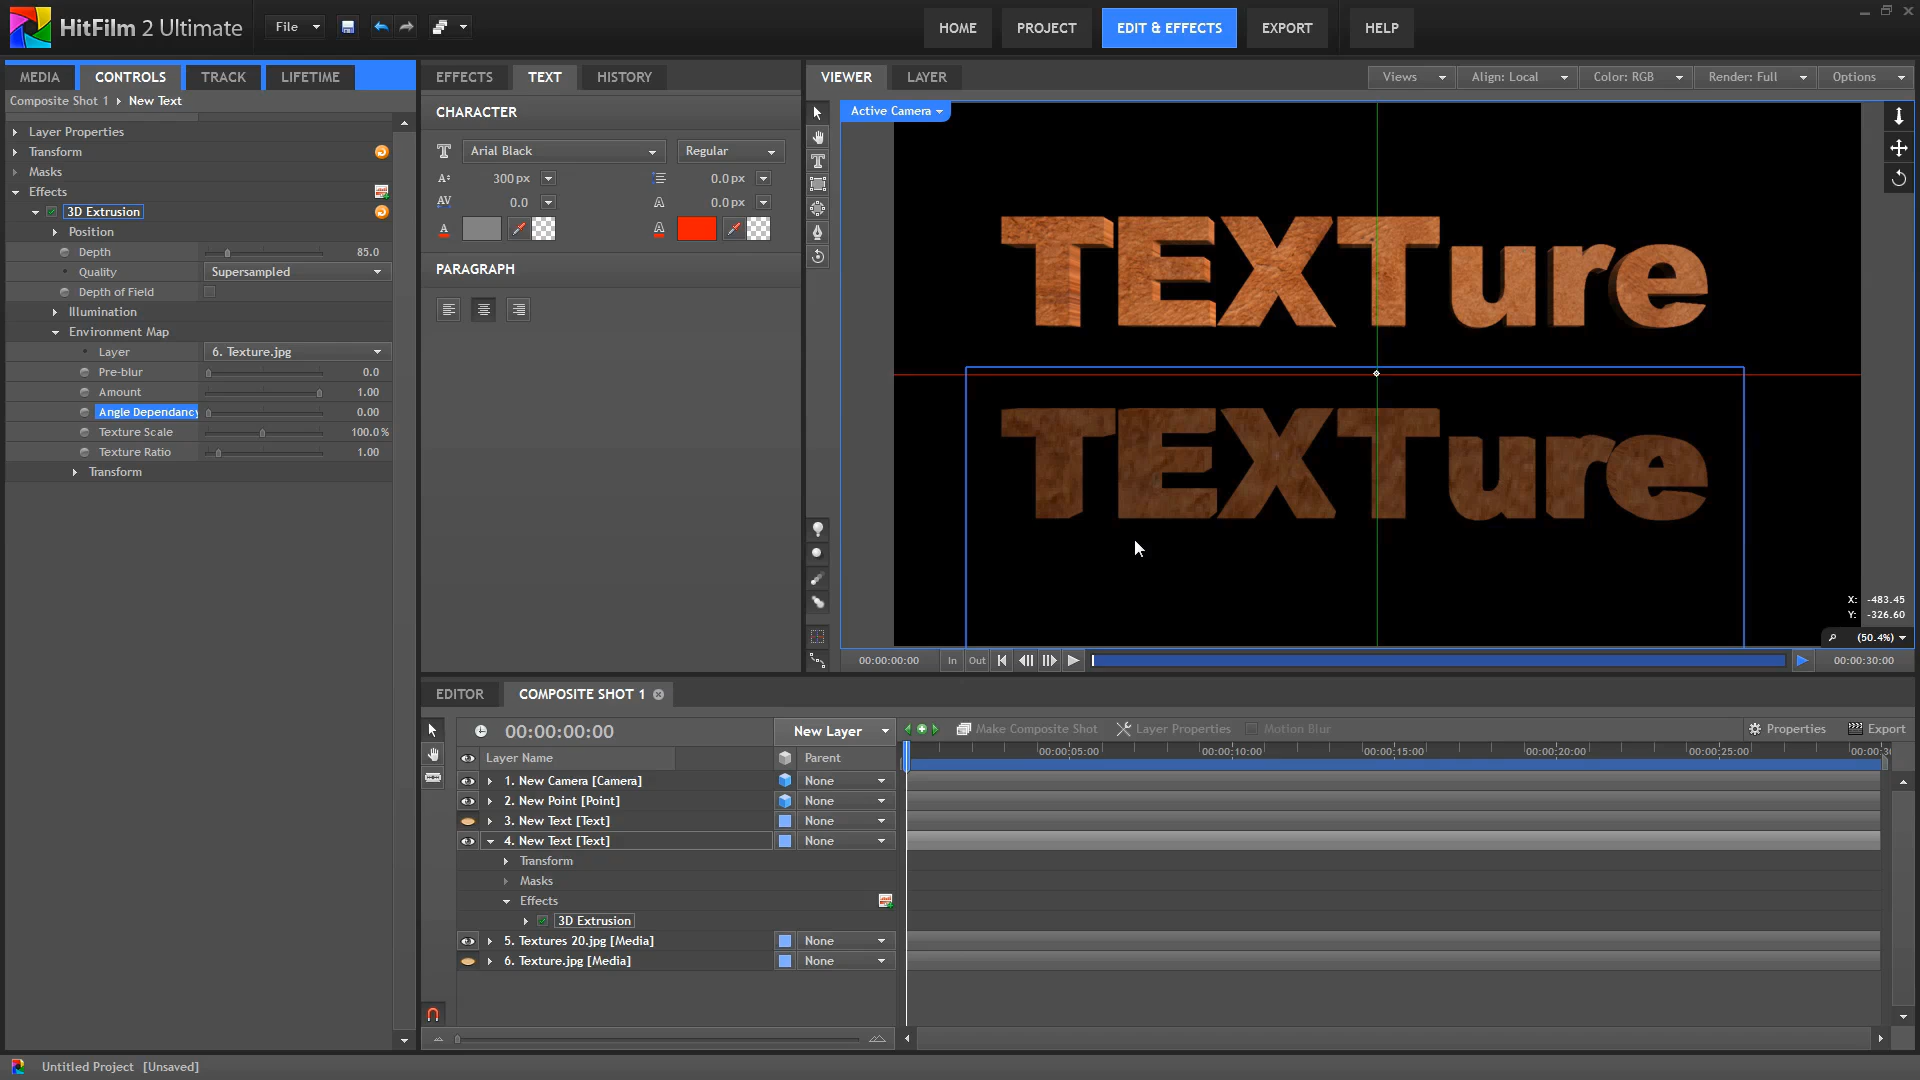 HitFilm 2 Ultimate
File
HOME
PROJECT
EDIT & EFFECTS
EXPORT
HELP
MEDIA
CONTROLS
TRACK
LIFETIME
Composite Shot 1 New Text
Layer Properties
Transform
Masks
Effects
3D Extrusion
Position
Depth 85.0
Quality Supersampled
Depth of Field
Illumination
Environment Map
Layer 6. Texture.jpg
Pre-blur 0.0
Amount 1.00
Angle Dependancy 0.00
Texture Scale 100.0%
Texture Ratio 1.00
Transform
EFFECTS
TEXT
HISTORY
CHARACTER
Arial Black
Regular
300 px
0.0 px
AV
0.0
0.0 px
PARAGRAPH
VIEWER
LAYER
Views
Align: Local
Color: RGB
Render: Full
Options
Active Camera
TEXTure
TEXTure
X: -483.45
Y: -326.60
(50.4%)
00:00:00:00
In
Out
00:00:30:00
EDITOR
COMPOSITE SHOT 1
00:00:00:00
New Layer
Make Composite Shot
Layer Properties
Motion Blur
Properties
Export
Layer Name
Parent
00:00:05:00
00:00:10:00
00:00:15:00
00:00:20:00
00:00:25:00
1. New Camera [Camera] None
2. New Point [Point] None
3. New Text [Text] None
4. New Text [Text] None
Transform
Masks
Effects
3D Extrusion
5. Textures 20.jpg [Media] None
6. Texture.jpg [Media] None
Untitled Project [Unsaved]